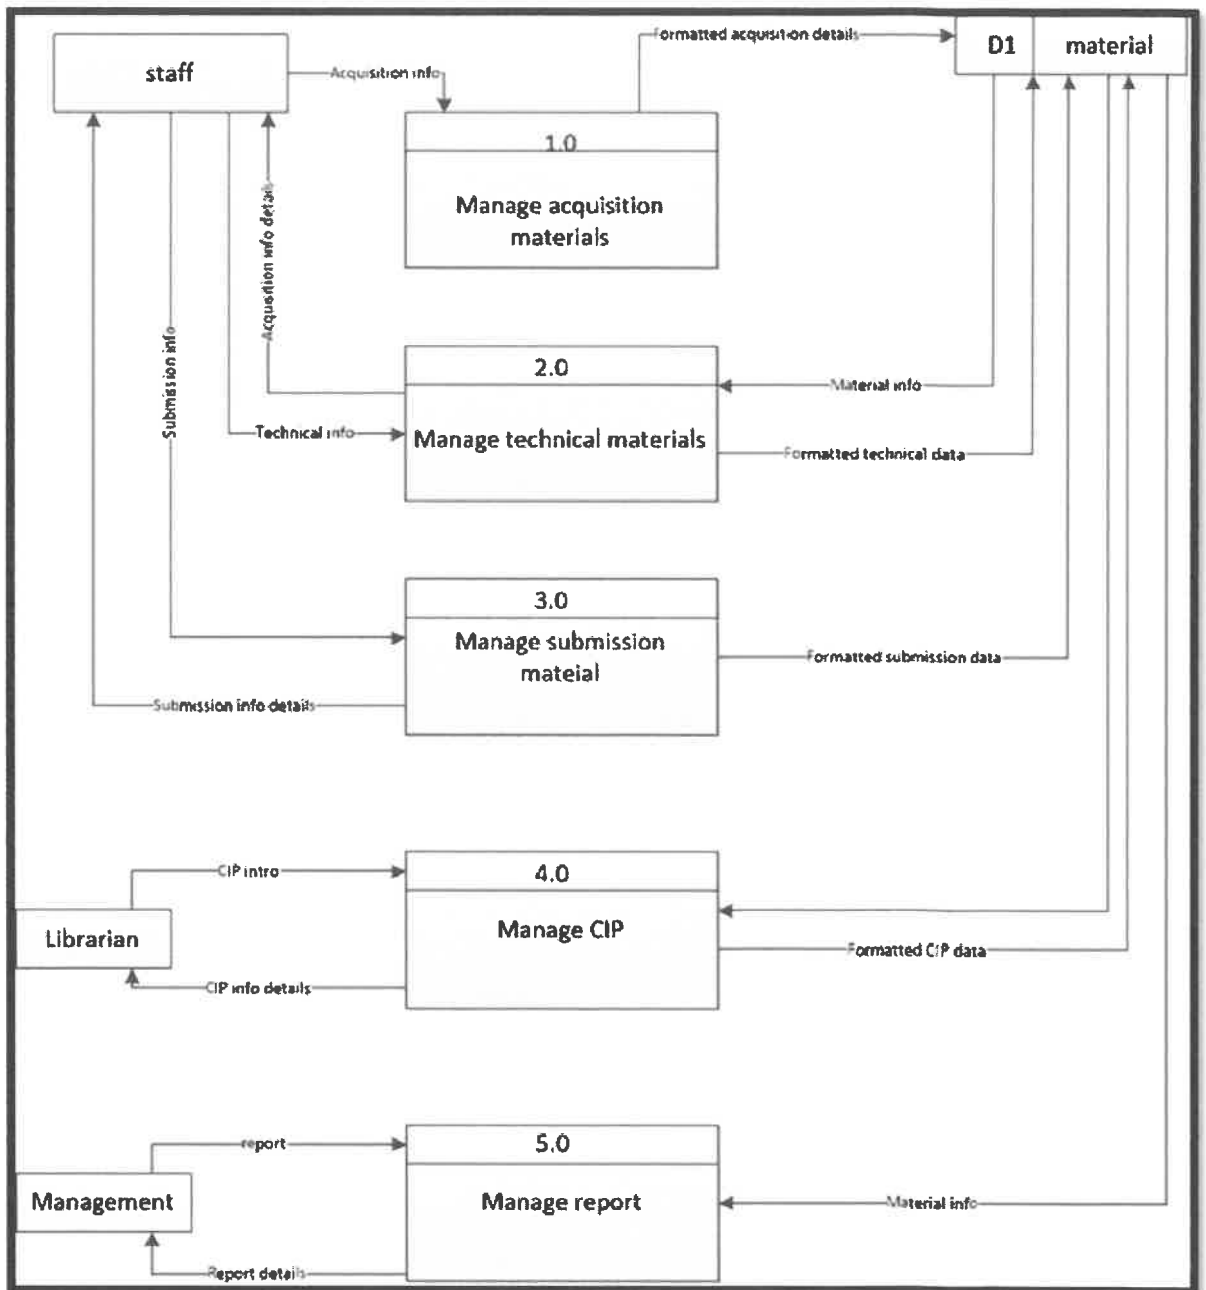 Formatted acquisition details
D1
material
staff
Acquisition info
1.0
Manage acquisition
materials
Acquisition info details
Submission info
2.0
Material info
Technical info
Manage technical materials
Formatted technical data
3.0
Manage submission
mateial
Formatted submission data
Submission info details
CIP intro
4.0
Librarian
Manage CIP
Formatted CIP data
CIP info details
report
5.0
Management
Manage report
Material info
Report details